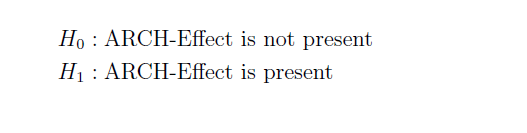 H₀ : ARCH-Effect is not present
H₁ : ARCH-Effect is present